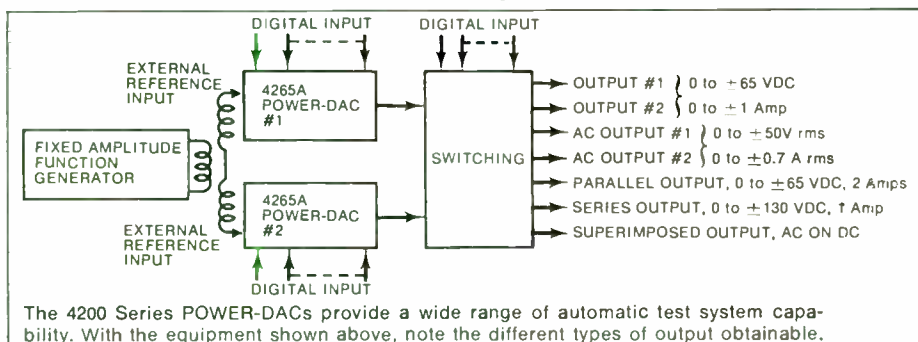 DIGITAL INPUT
DIGITAL INPUT
EXTERNAL
REFERENCE
INPUT
4265A
POWER-DAC
#1
FIXED AMPLITUDE
FUNCTION
GENERATOR
SWITCHING
OUTPUT #1 0 to ±65 VDC
OUTPUT #2 0 to ±1 Amp
AC OUTPUT #1 0 to ±50V rms
AC OUTPUT #2 0 to ±0.7 A rms
PARALLEL OUTPUT, 0 to ±65 VDC, 2 Amps
SERIES OUTPUT, 0 to ±130 VDC, 1 Amp
SUPERIMPOSED OUTPUT, AC ON DC
4265A
POWER-DAC
#2
EXTERNAL
REFERENCE
INPUT
DIGITAL INPUT
The 4200 Series POWER-DACs provide a wide range of automatic test system capa-
bility. With the equipment shown above, note the different types of output obtainable.